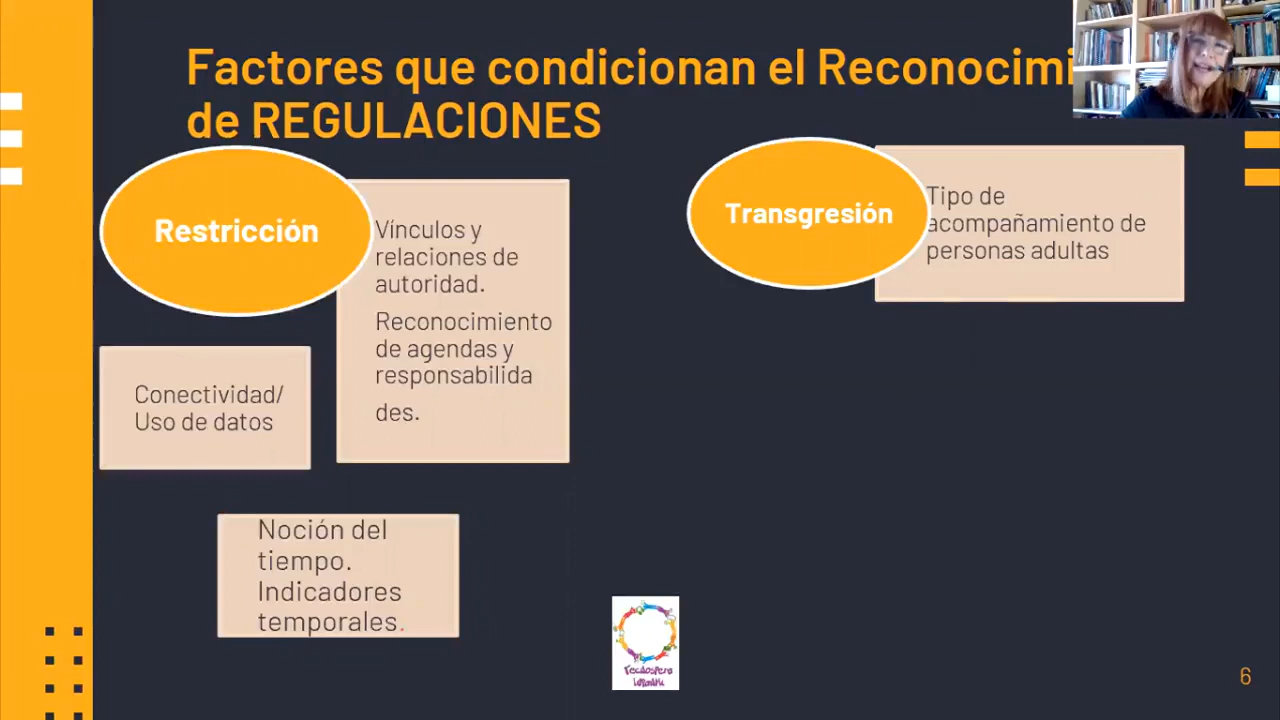 Factores que condicionan el Reconocimi
de REGULACIONES
Restricción
Vínculos y
relaciones de
autoridad.
Reconocimiento
de agendas y
responsabilida
des.
Conectividad/
Uso de datos
Noción del
tiempo.
Indicadores
temporales.
Transgresión
Tipo de
acompañamiento de
personas adultas
6